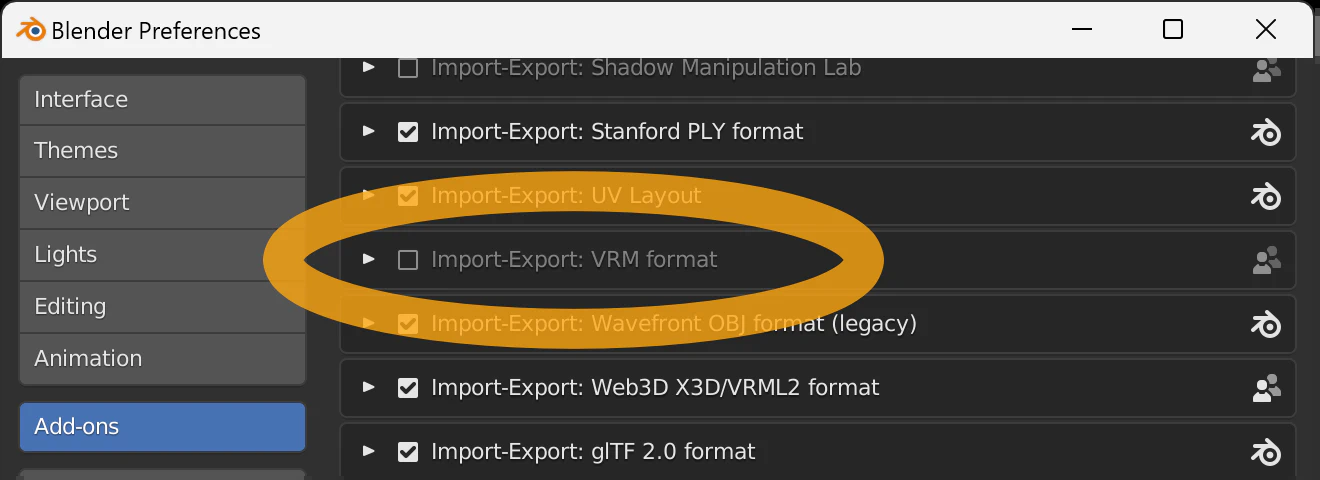 Blender Preferences
Interface
Themes
Viewport
Lights
Editing
Animation
Add-ons
Import-Export: Shadow Manipulation Lab
Import-Export: Stanford PLY format
Import-Export: UV Layout
Import-Export: VRM format
Import-Export: Wavefront OBJ format (legacy)
Import-Export: Web3D X3D/VRML2 format
Import-Export: glTF 2.0 format